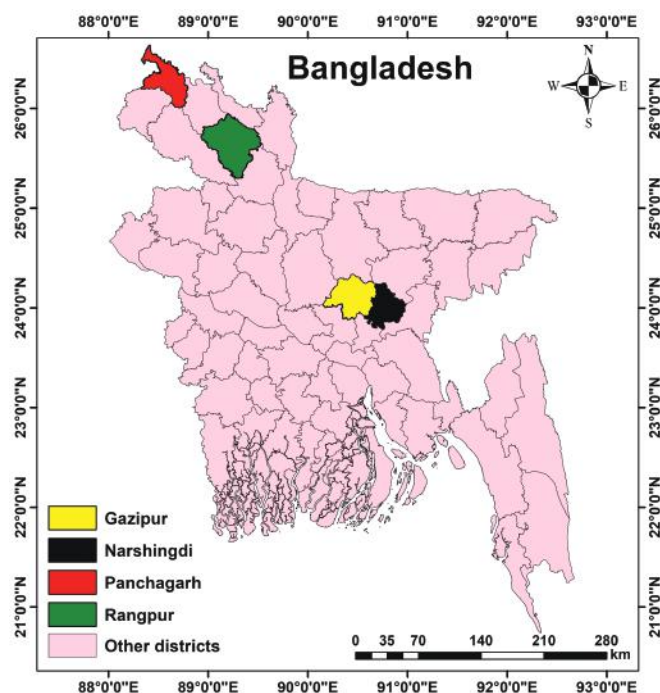 88°0'0"E 89°0'0"E 90°0'0"E 91°0'0"E 92°0'0"E 93°0'0"E
Bangladesh
N
W E
S
26°0'0"N
25°0'0"N
24°0'0"N
23°0'0"N
22°0'0"N
21°0'0"N
26°0'0"N
25°0'0"N
24°0'0"N
23°0'0"N
22°0'0"N
21°0'0"N
Gazipur
Narshingdi
Panchagarh
Rangpur
Other districts
0 35 70 140 210 280
km
88°0'0"E 89°0'0"E 90°0'0"E 91°0'0"E 92°0'0"E 93°0'0"E